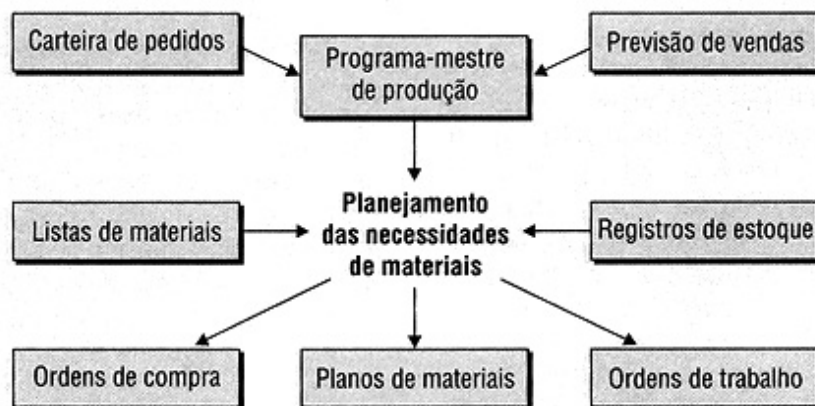 Carteira de pedidos
Programa-mestre
de produção
Previsão de vendas
Listas de materiais
Planejamento
das necessidades
de materiais
Registros de estoque
Ordens de compra
Planos de materiais
Ordens de trabalho